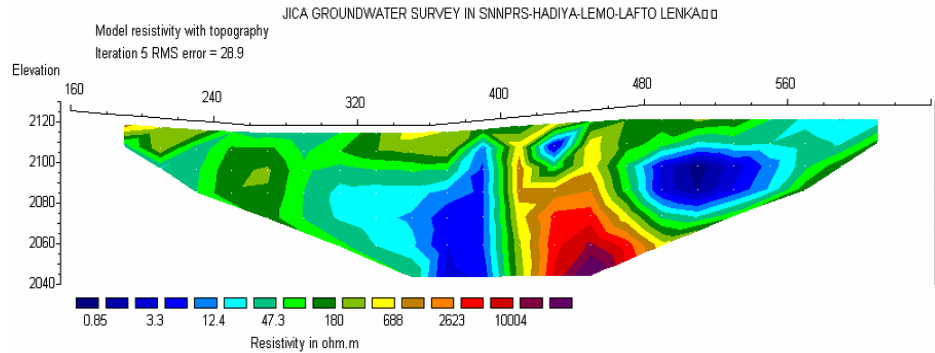 JICA GROUNDWATER SURVEY IN SNNPRS-HADIYA-LEMO-LAFTO LENKA▯▯
Model resistivity with topography
Iteration 5 RMS error = 28.9
Elevation
160 240 320 400 480 560
2120
2100
2080
2060
2040
0.85 3.3 12.4 47.3 180 688 2623 10004
Resistivity in ohm.m